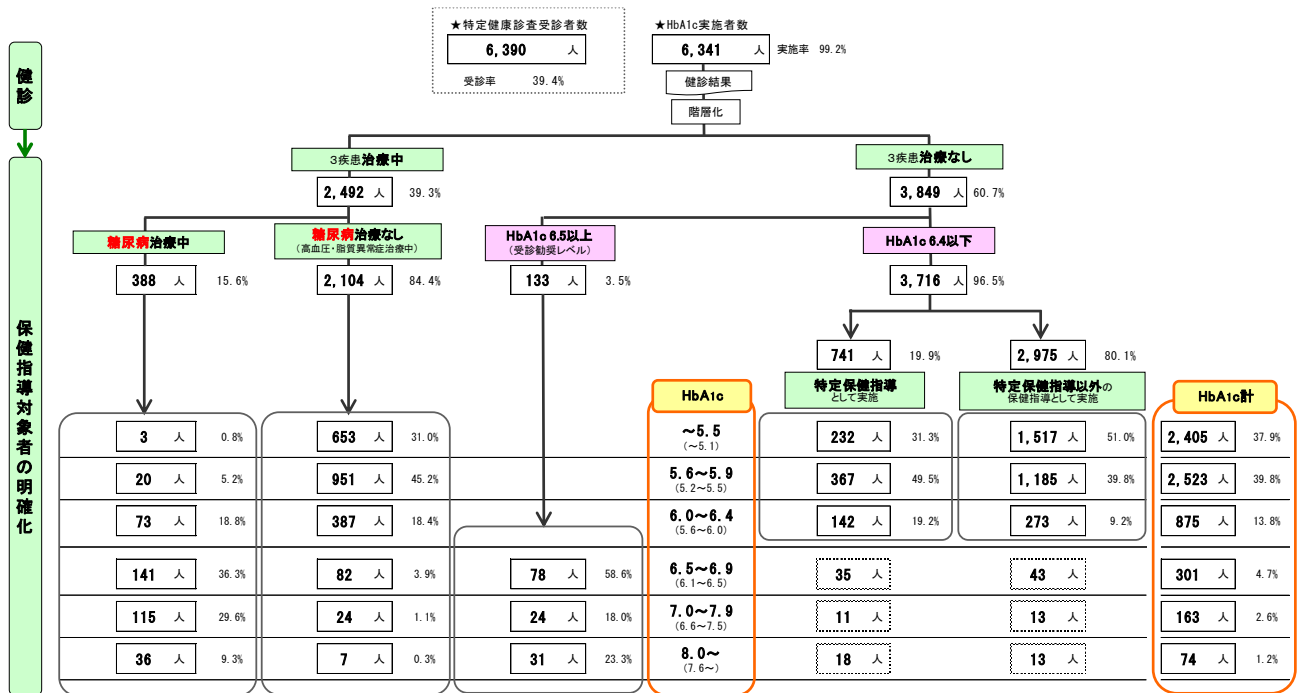 ★特定健康診査受診者数
6,390 人
受診率 39.4%
★HbA1c実施者数
6,341 人 実施率 99.2%
健診結果
階層化
健診
保健指導対象者の明確化
3疾患治療中
2,492 人 39.3%
3疾患治療なし
3,849 人 60.7%
糖尿病治療中
388 人 15.6%
糖尿病治療なし
(高血圧・脂質異常症治療中)
2,104 人 84.4%
HbA1c 6.5以上
(受診勧奨レベル)
133 人 3.5%
HbA1c 6.4以下
3,716 人 96.5%
741 人 19.9%
特定保健指導
として実施
2,975 人 80.1%
特定保健指導以外の
保健指導として実施
HbA1c
HbA1c計
3 人 0.8% 653 人 31.0% ～5.5 232 人 31.3% 1,517 人 51.0% 2,405 人 37.9%
(～5.1)
20 人 5.2% 951 人 45.2% 5.6～5.9 367 人 49.5% 1,185 人 39.8% 2,523 人 39.8%
(5.2～5.5)
73 人 18.8% 387 人 18.4% 6.0～6.4 142 人 19.2% 273 人 9.2% 875 人 13.8%
(5.6～6.0)
141 人 36.3% 82 人 3.9% 78 人 58.6% 6.5～6.9 35 人 43 人 301 人 4.7%
(6.1～6.5)
115 人 29.6% 24 人 1.1% 24 人 18.0% 7.0～7.9 11 人 13 人 163 人 2.6%
(6.6～7.5)
36 人 9.3% 7 人 0.3% 31 人 23.3% 8.0～ 18 人 13 人 74 人 1.2%
(7.6～)